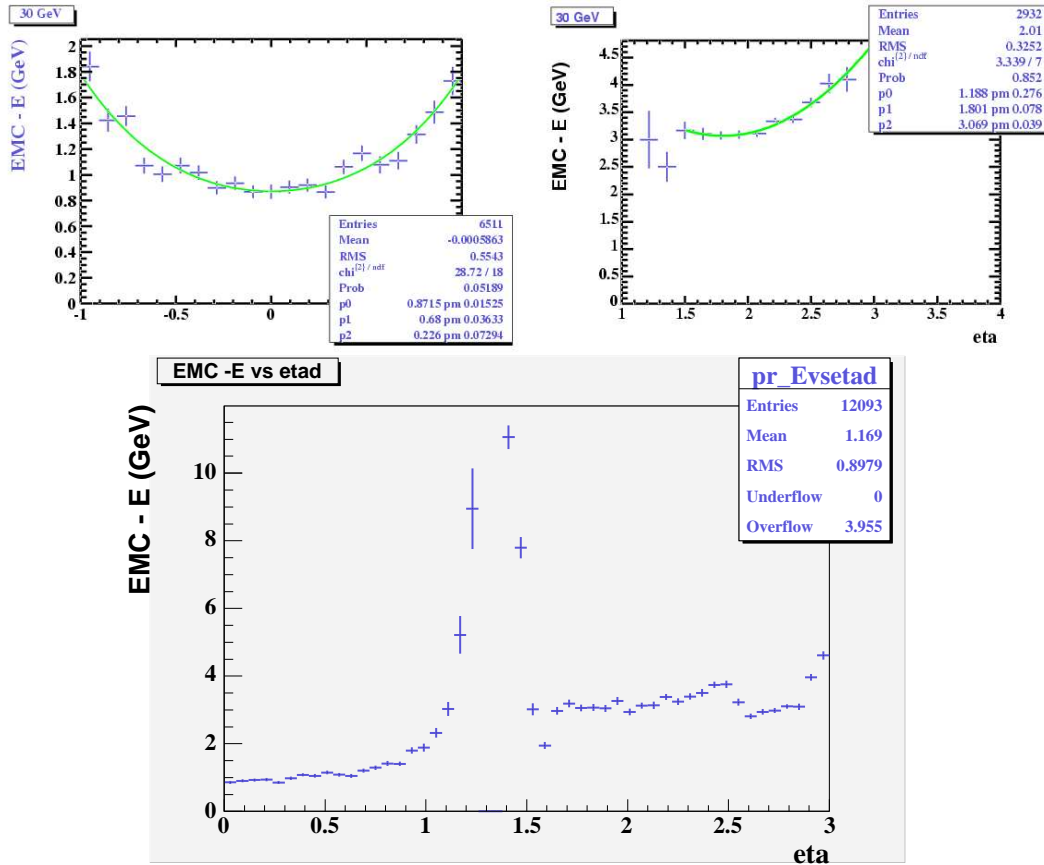 30 GeV
EMC - E (GeV)
2
1.8
1.6
1.4
1.2
1
0.8
0.6
0.4
0.2
0
-1
-0.5
0
Entries 6511
Mean -0.0005863
RMS 0.5543
chi^{2}/ndf 28.72 / 18
Prob 0.05189
p0 0.8715 pm 0.01525
p1 0.68 pm 0.03633
p2 0.226 pm 0.07294
30 GeV
EMC - E (GeV)
4.5
4
3.5
3
2.5
2
1.5
1
0.5
0
1
1.5
2
2.5
3
3.5
4
eta
Entries 2932
Mean 2.01
RMS 0.3252
chi^{2}/ndf 3.339 / 7
Prob 0.852
p0 1.188 pm 0.276
p1 1.801 pm 0.078
p2 3.069 pm 0.039
EMC -E vs etad
EMC - E (GeV)
10
8
6
4
2
0
0
0.5
1
1.5
2
2.5
3
eta
pr_Evsetad
Entries 12093
Mean 1.169
RMS 0.8979
Underflow 0
Overflow 3.955